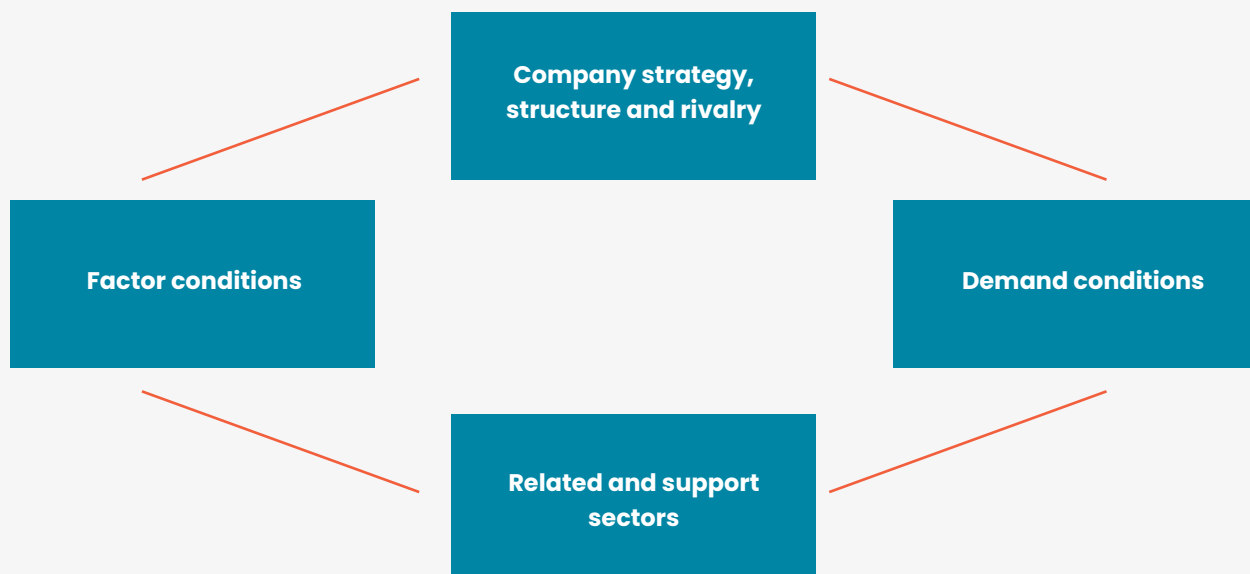 Company strategy,
structure and rivalry
Factor conditions
Demand conditions
Related and support
sectors